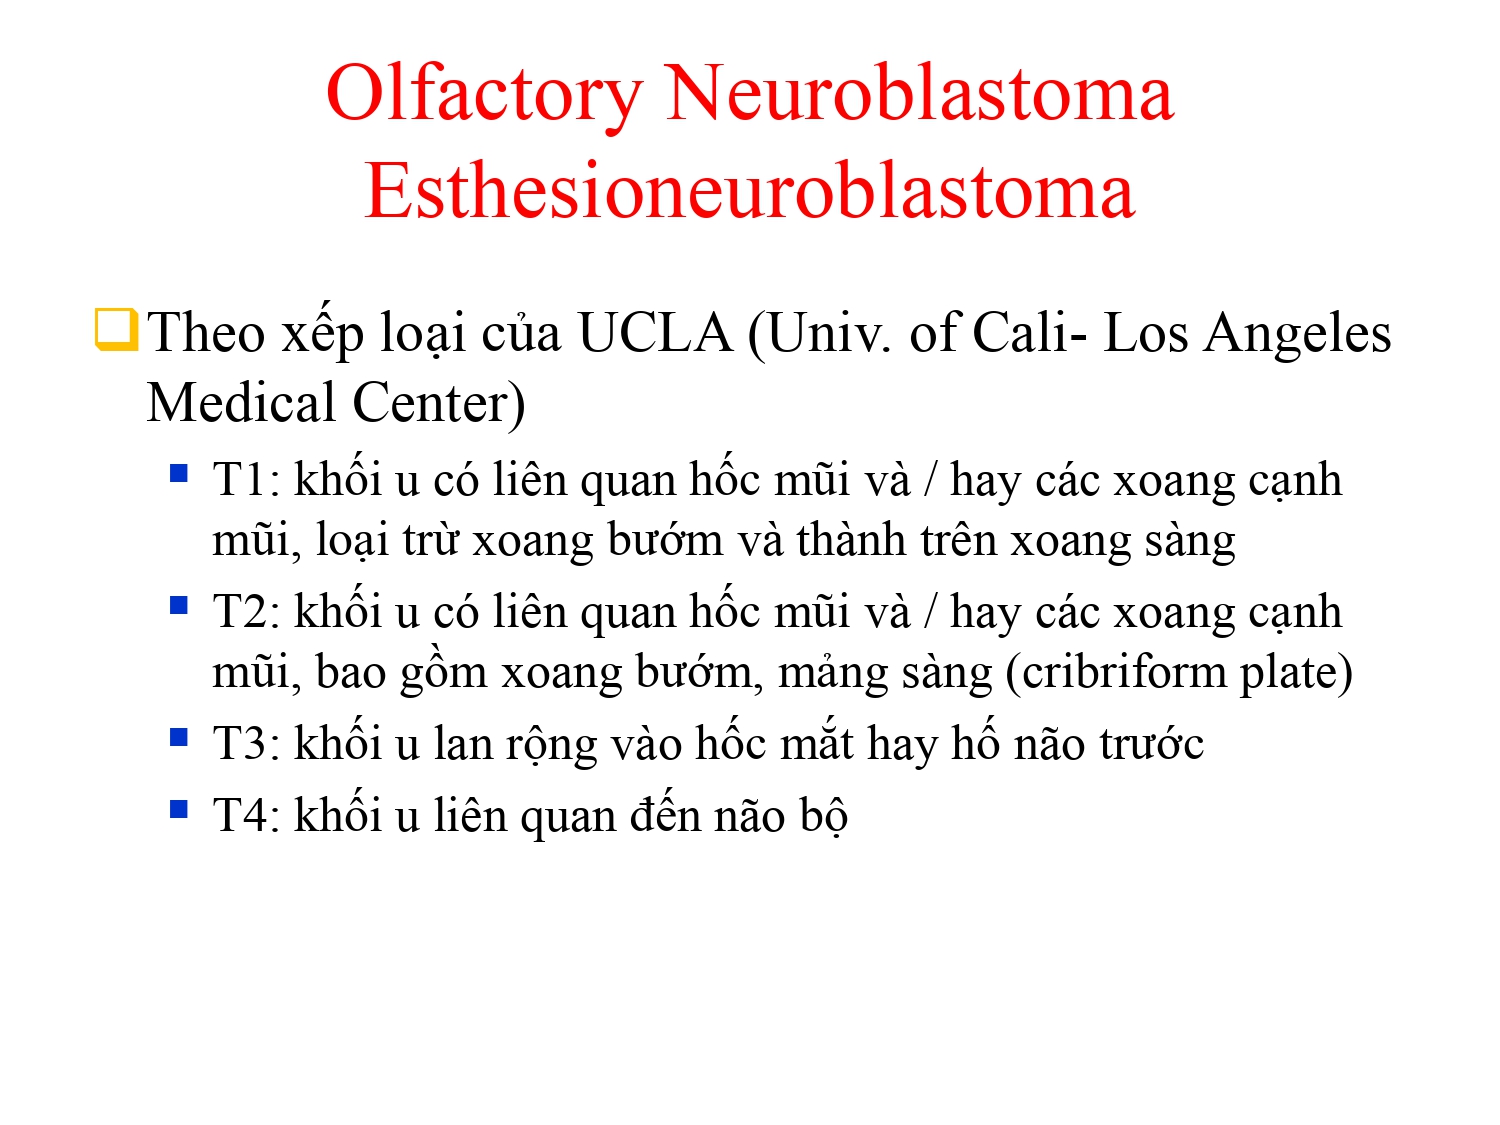 Olfactory Neuroblastoma
Esthesioneuroblastoma
Theo xếp loại của UCLA (Univ. of Cali- Los Angeles
Medical Center)
T1: khối u có liên quan hốc mũi và / hay các xoang cạnh
mũi, loại trừ xoang bướm và thành trên xoang sàng
T2: khối u có liên quan hốc mũi và / hay các xoang cạnh
mũi, bao gồm xoang bướm, mảng sàng (cribriform plate)
T3: khối u lan rộng vào hốc mắt hay hố não trước
T4: khối u liên quan đến não bộ